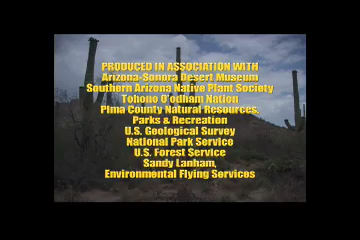 PRODUCED IN ASSOCIATION WITH
Arizona-Sonora Desert Museum
Southern Arizona Native Plant Society
Tohono O'odham Nation
Pima County Natural Resources,
Parks & Recreation
U.S. Geological Survey
National Park Service
U.S. Forest Service
Sandy Lanham,
Environmental Flying Services